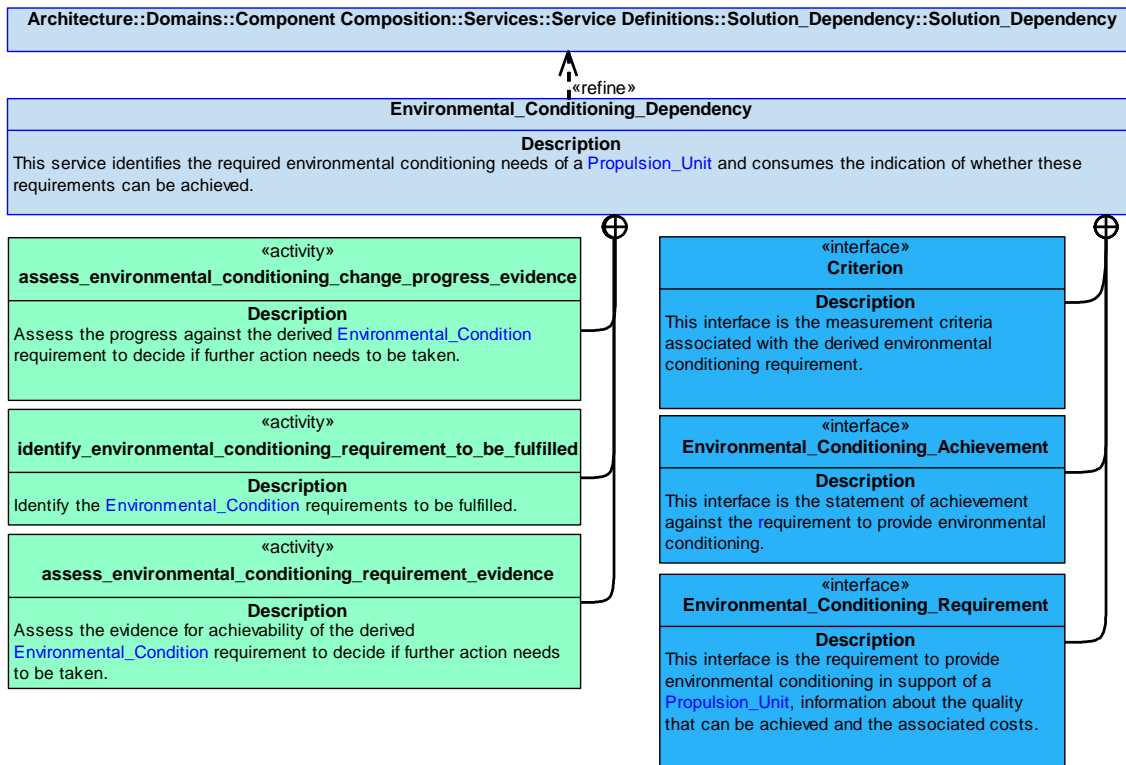 Architecture::Domains::Component Composition::Services::Service Definitions::Solution_Dependency::Solution_Dependency
«refine»
Environmental_Conditioning_Dependency
Description
This service identifies the required environmental conditioning needs of a Propulsion_Unit and consumes the indication of whether these
requirements can be achieved.
«activity»
assess_environmental_conditioning_change_progress_evidence
Description
Assess the progress against the derived Environmental_Condition
requirement to decide if further action needs to be taken.
«activity»
identify_environmental_conditioning_requirement_to_be_fulfilled
Description
Identify the Environmental_Condition requirements to be fulfilled.
«activity»
assess_environmental_conditioning_requirement_evidence
Description
Assess the evidence for achievability of the derived
Environmental_Condition requirement to decide if further action needs
to be taken.
«interface»
Criterion
Description
This interface is the measurement criteria
associated with the derived environmental
conditioning requirement.
«interface»
Environmental_Conditioning_Achievement
Description
This interface is the statement of achievement
against the requirement to provide environmental
conditioning.
«interface»
Environmental_Conditioning_Requirement
Description
This interface is the requirement to provide
environmental conditioning in support of a
Propulsion_Unit, information about the quality
that can be achieved and the associated costs.